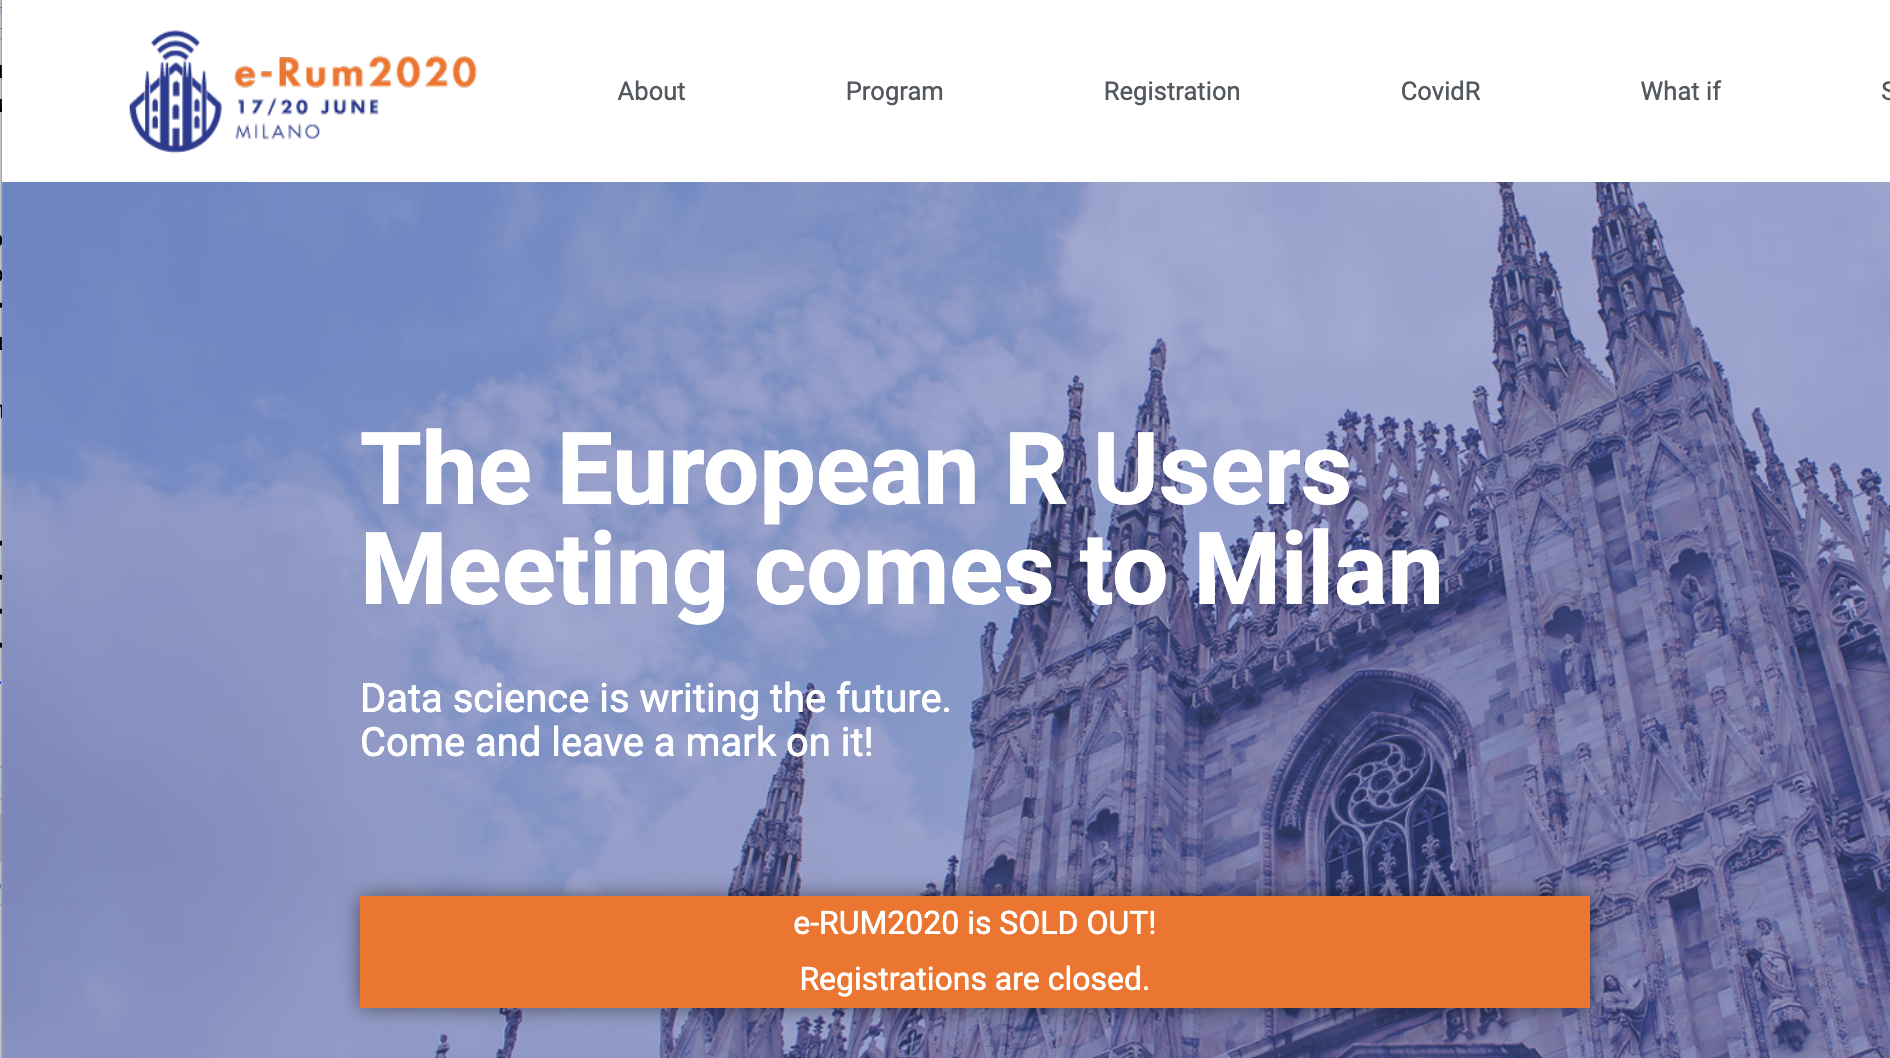 e-Rum2020
17/20 JUNE
MILANO
About
Program
Registration
CovidR
What if
The European R Users
Meeting comes to Milan
Data science is writing the future.
Come and leave a mark on it!
e-RUM2020 is SOLD OUT!
Registrations are closed.